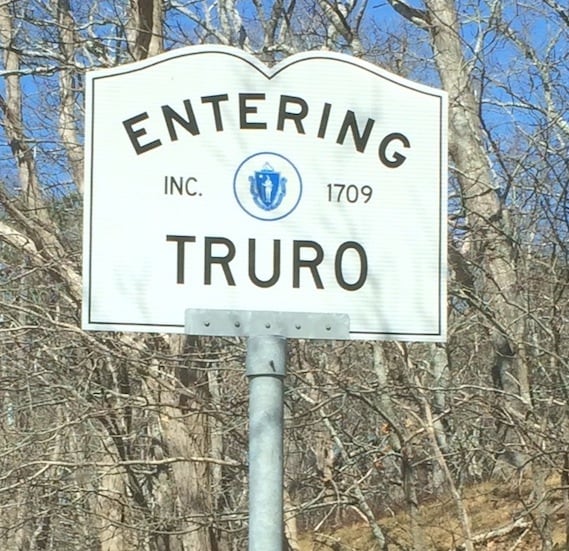 ENTERING
INC. 1709
TRURO